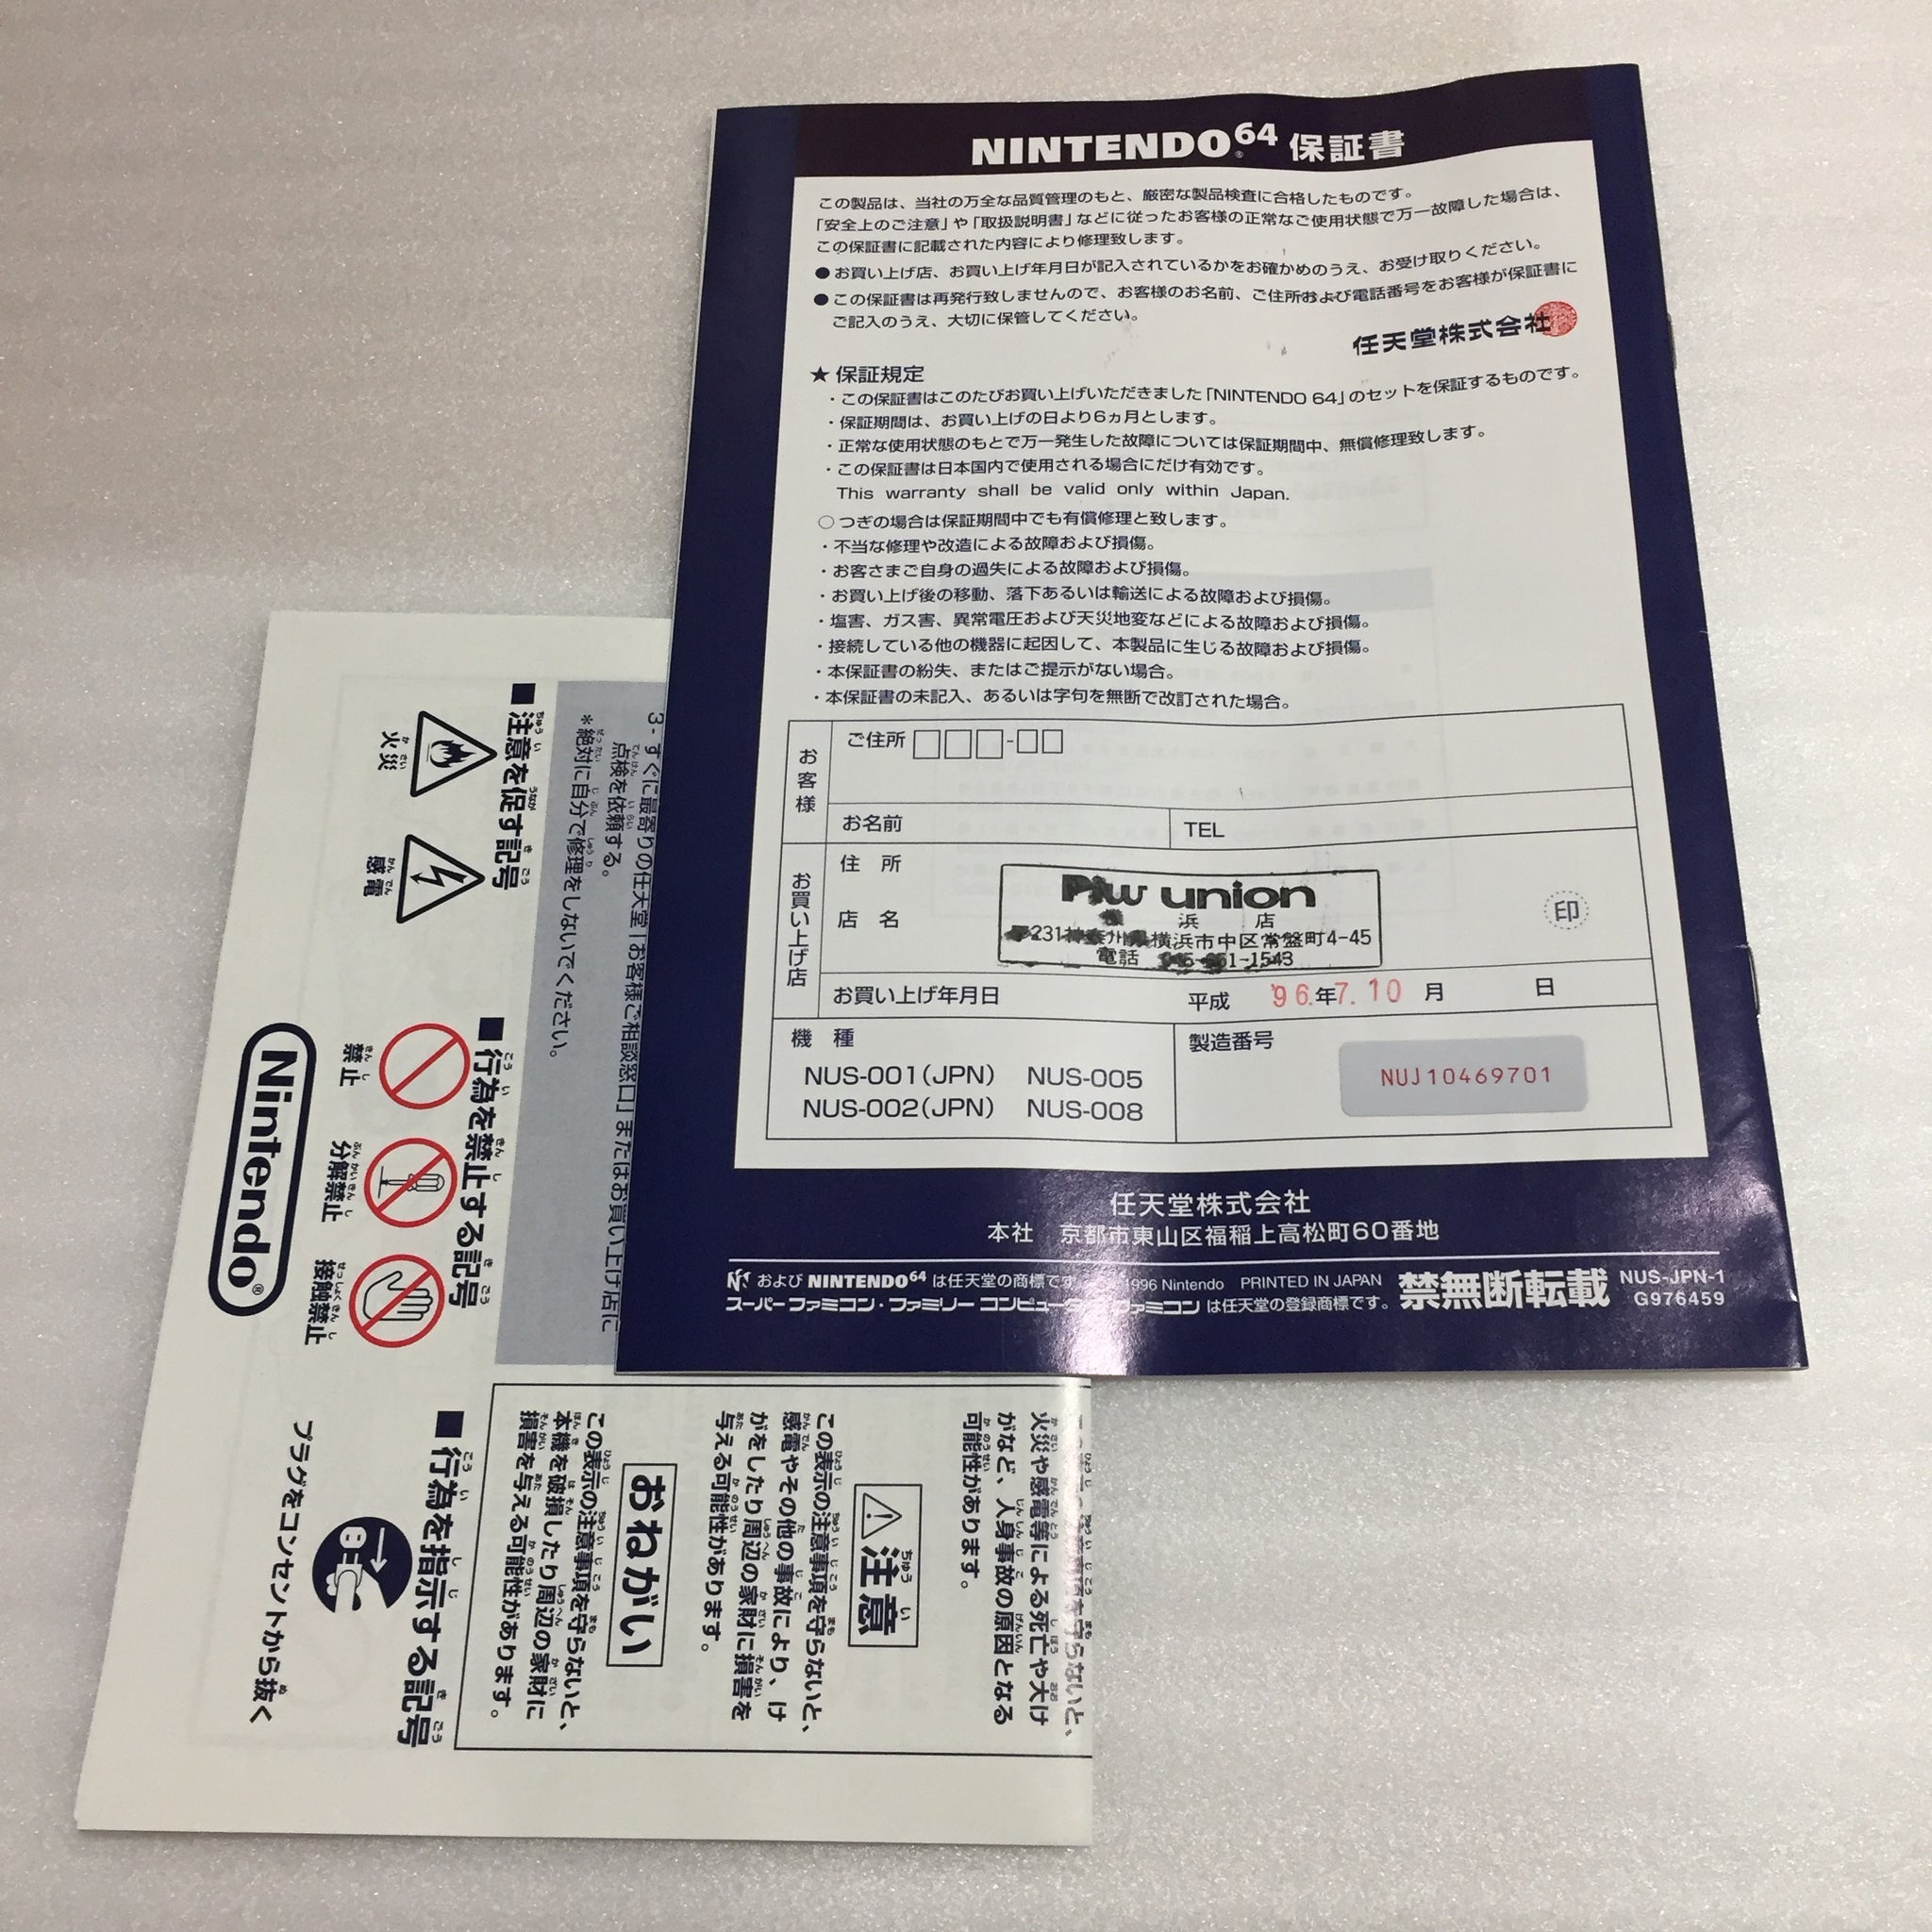 NINTENDO64 保証書
この製品は、当社の万全な品質管理のもと、厳密な製品検査に合格したものです。
「安全上のご注意」や「取扱説明書」などに従ったお客様の正常なご使用状態で万一故障した場合は、
この保証書に記載された内容により修理致します。
●お買い上げ店、お買い上げ年月日が記入されているかをお確かめのうえ、お受け取りください。
●この保証書は再発行致しませんので、お客様のお名前、ご住所および電話番号をお客様が保証書に
ご記入のうえ、大切に保管してください。
任天堂株式会社
★保証規定
・この保証書はこのたびお買い上げいただきました「NINTENDO 64」のセットを保証するものです。
・保証期間は、お買い上げの日より6ヵ月とします。
・正常な使用状態のもとで万一発生した故障については保証期間中、無償修理致します。
・この保証書は日本国内で使用される場合にだけ有効です。
This warranty shall be valid only within Japan.
○つぎの場合は保証期間中でも有償修理と致します。
・不当な修理や改造による故障および損傷。
・お客さまご自身の過失による故障および損傷。
・お買い上げ後の移動、落下あるいは輸送による故障および損傷。
・塩害、ガス害、異常電圧および天災地変などによる故障および損傷。
・接続している他の機器に起因して、本製品に生じる故障および損傷。
・本保証書の紛失、またはご提示がない場合。
・本保証書の未記入、あるいは字句を無断で改訂された場合。
お客様
ご住所 □□□-□□
お名前 TEL
お買い上げ店
住 所
店 名
union
浜 店
231 横浜市中区常盤町4-45
電話 -1543
印
お買い上げ年月日 平成 '96.年7.10 月 日
機 種 製造番号
NUS-001(JPN) NUS-005
NUS-002(JPN) NUS-008
NUJ10469701
任天堂株式会社
本社 京都市東山区福稲上高松町60番地
および NINTENDO64 は任天堂の商標です 1996 Nintendo PRINTED IN JAPAN
スーパーファミコン・ファミリー コンピュータ ファミコン は任天堂の登録商標です。
禁無断転載
NUS-JPN-1
G976459
3- すぐに最寄りの任天堂「お客様ご相談窓口」またはお買い上げ店に
点検を依頼する。
*絶対に自分で修理をしないでください。
■注意を促す記号
火災
感電
■行為を禁止する記号
禁止
分解禁止
接触禁止
Nintendo®
■行為を指示する記号
プラグをコンセントから抜く
火災や感電等による死亡や大け
がなど、人身事故の原因となる
可能性があります。
注意
この表示の注意事項を守らないと、
感電やその他の事故により、け
がをしたり周辺の家財に損害を
与える可能性があります。
おねがい
この表示の注意事項を守らないと、
本機を破損したり周辺の家財に
損害を与える可能性があります。